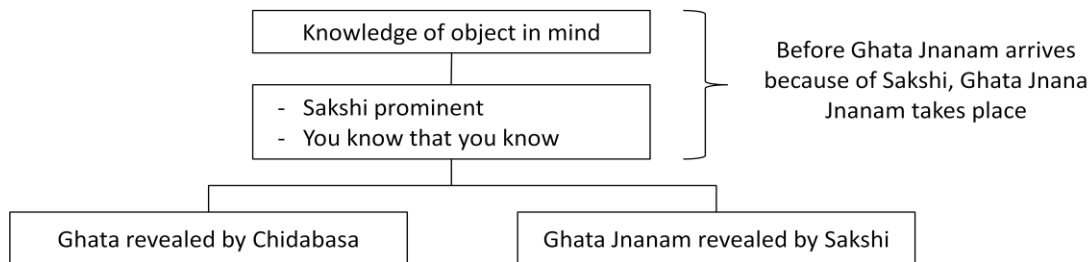 Knowledge of object in mind
- Sakshi prominent
- You know that you know
Before Ghata Jnanam arrives
because of Sakshi, Ghata Jnana
Jnanam takes place
Ghata revealed by Chidabasa
Ghata Jnanam revealed by Sakshi